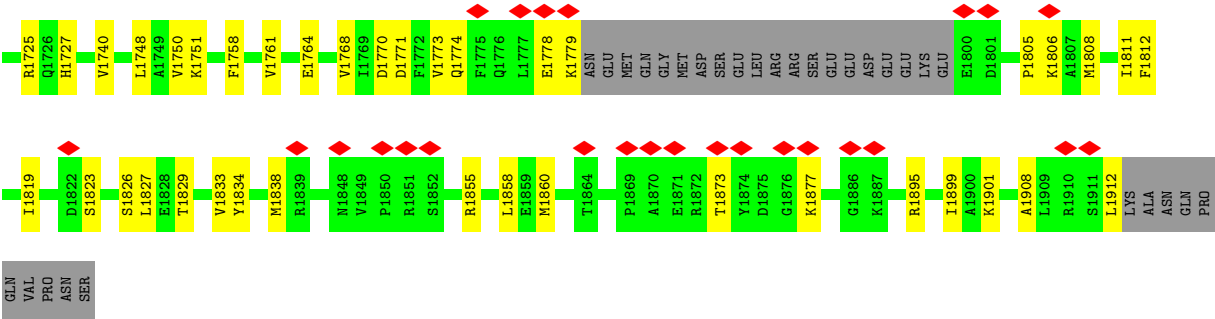 R1725 Q1726 H1727 V1740 L1748 A1749 V1750 K1751 F1758 V1761 E1764 V1768 I1769 D1770 D1771 F1772 V1773 Q1774 F1775 Q1776 L1777 E1778 K1779 ASN GLU MET GLN GLY MET ASP SER GLU LEU ARG ARG SER GLU GLU ASP GLU GLU LYS GLU E1800 D1801 P1805 K1806 A1807 M1808 I1811 F1812
I1819 D1822 S1823 S1826 L1827 E1828 T1829 V1833 Y1834 M1838 R1839 N1848 V1849 P1850 R1851 S1852 R1855 L1858 E1859 M1860 T1864 P1869 A1870 E1871 R1872 T1873 Y1874 D1875 G1876 K1877 G1886 K1887 R1895 I1899 A1900 K1901 A1908 L1909 R1910 S1911 L1912 LYS ALA ASN GLN PRO
GLN VAL PRO ASN SER